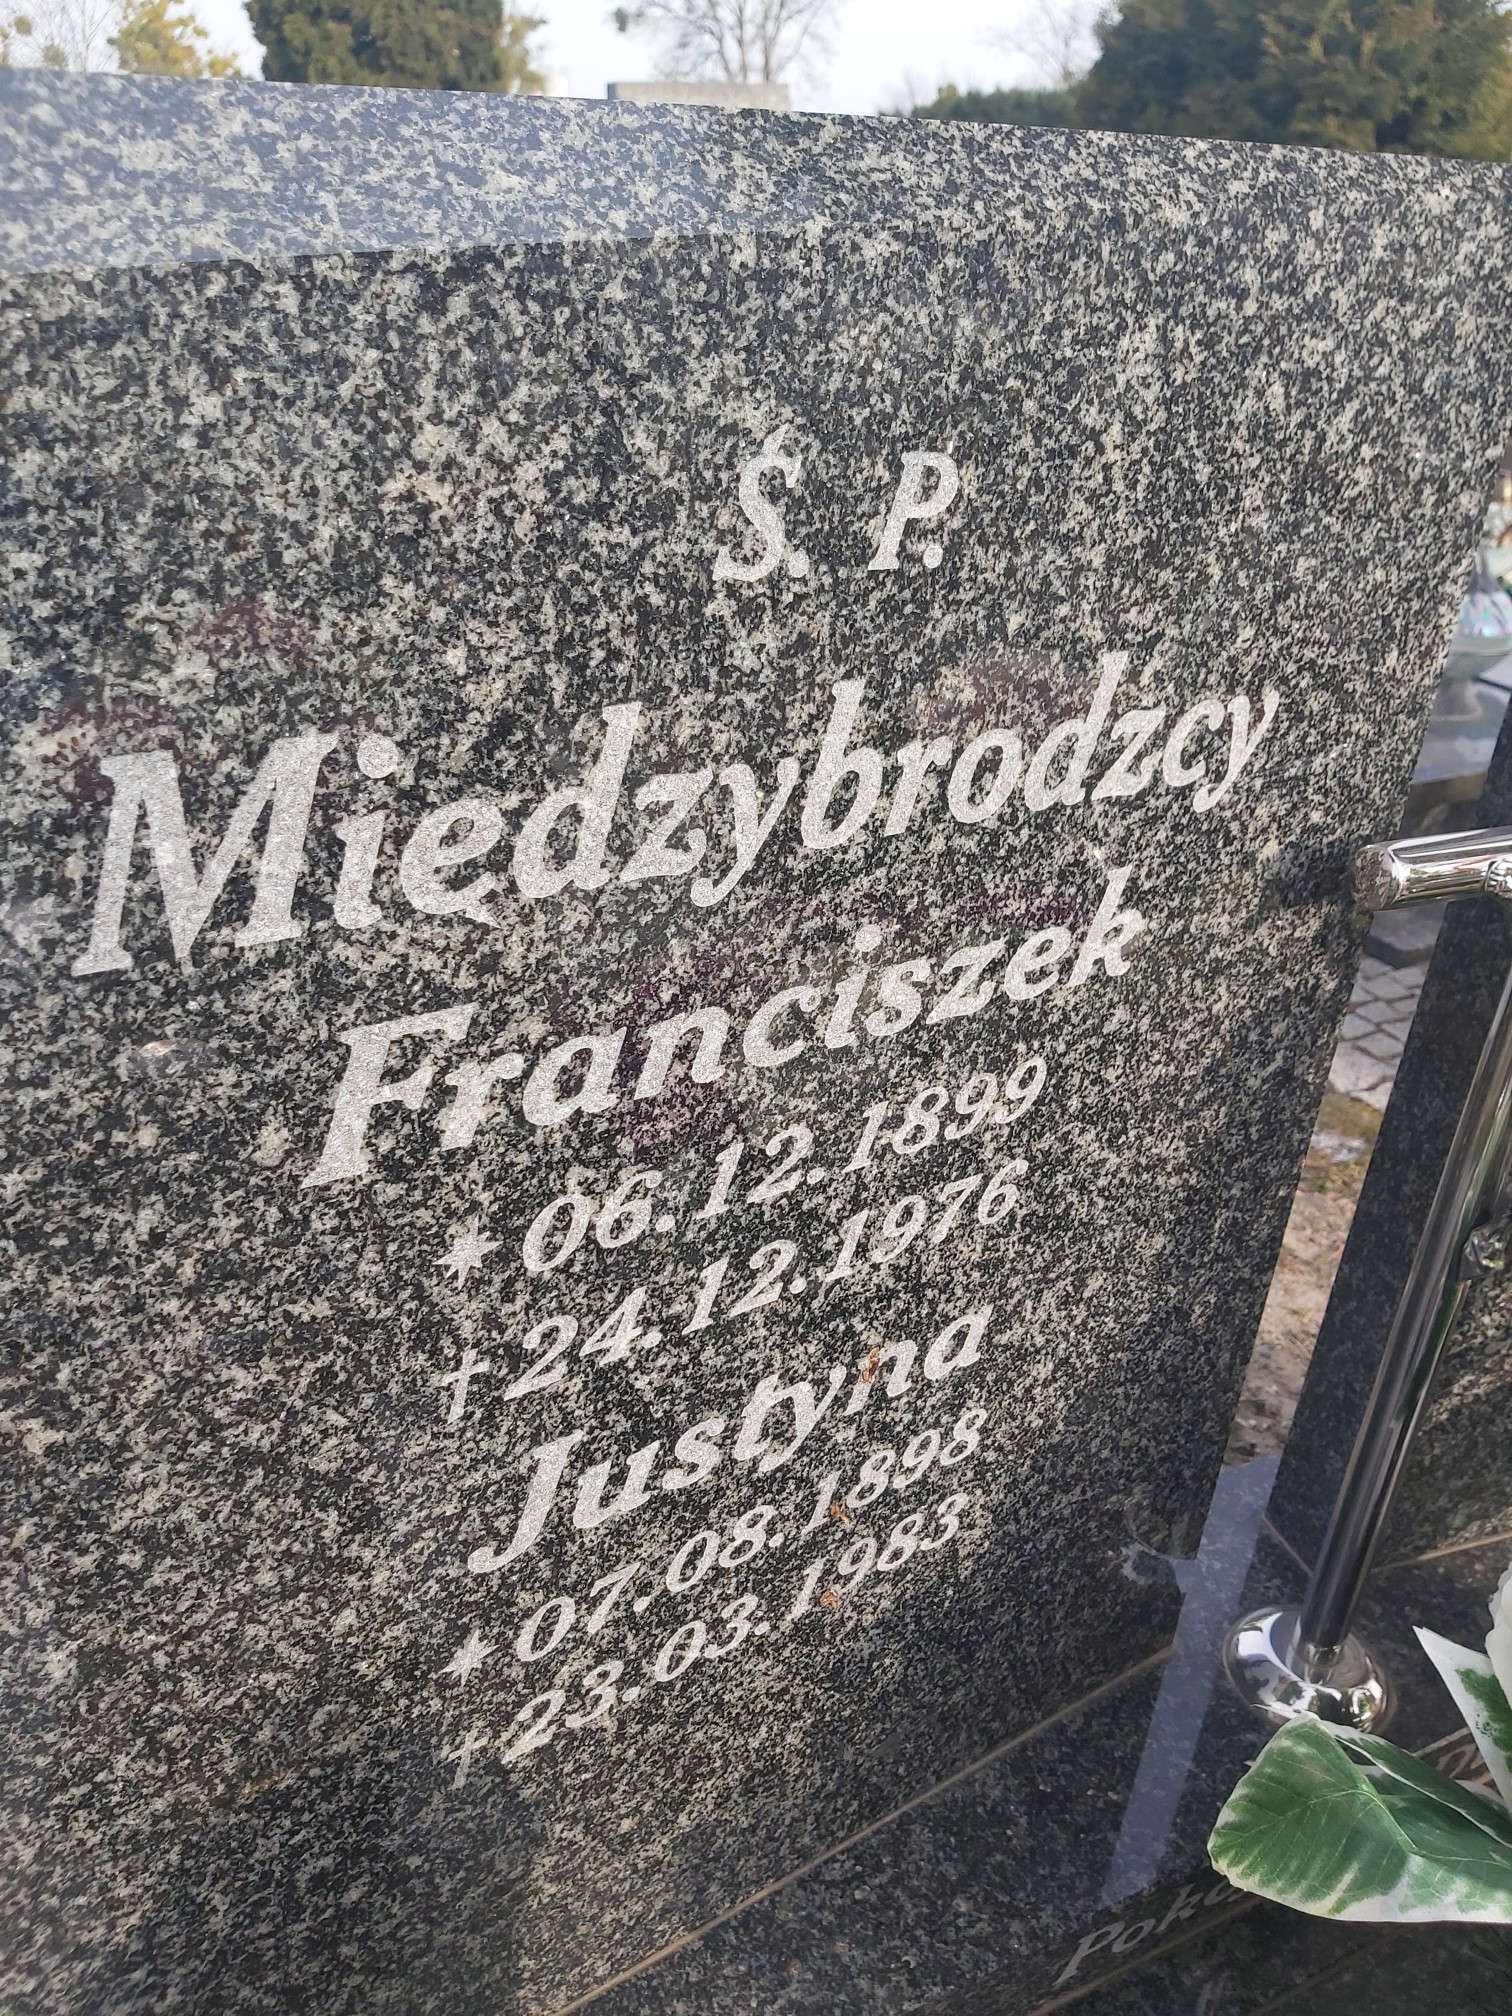 Ś. P.
Międzybrodzcy
Franciszek
* 06.12.1899
† 24.12.1976
Justyna
* 07.08.1898
† 23.03.1983